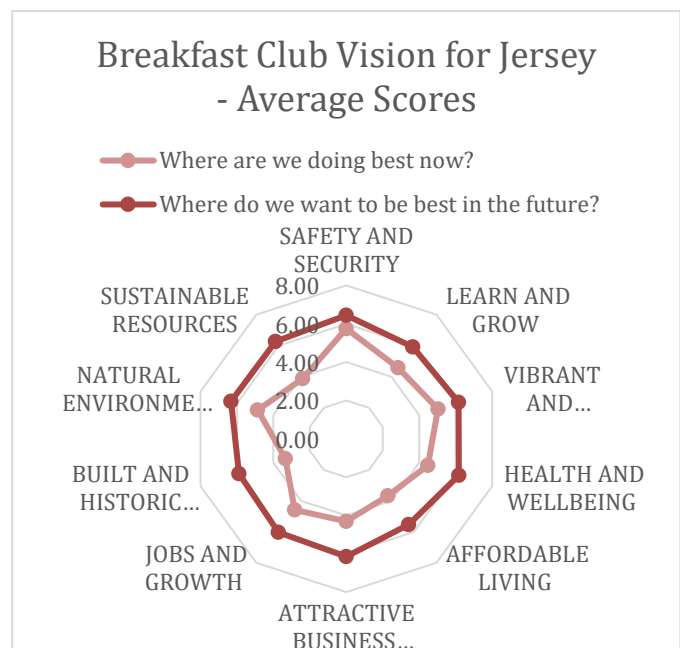 Breakfast Club Vision for Jersey
- Average Scores
Where are we doing best now?
Where do we want to be best in the future?
SAFETY AND
SECURITY
LEARN AND
GROW
VIBRANT
AND...
HEALTH AND
WELLBEING
AFFORDABLE
LIVING
ATTRACTIVE
BUSINESS...
JOBS AND
GROWTH
BUILT AND
HISTORIC...
NATURAL
ENVIRONME...
SUSTAINABLE
RESOURCES
8.00
6.00
4.00
2.00
0.00